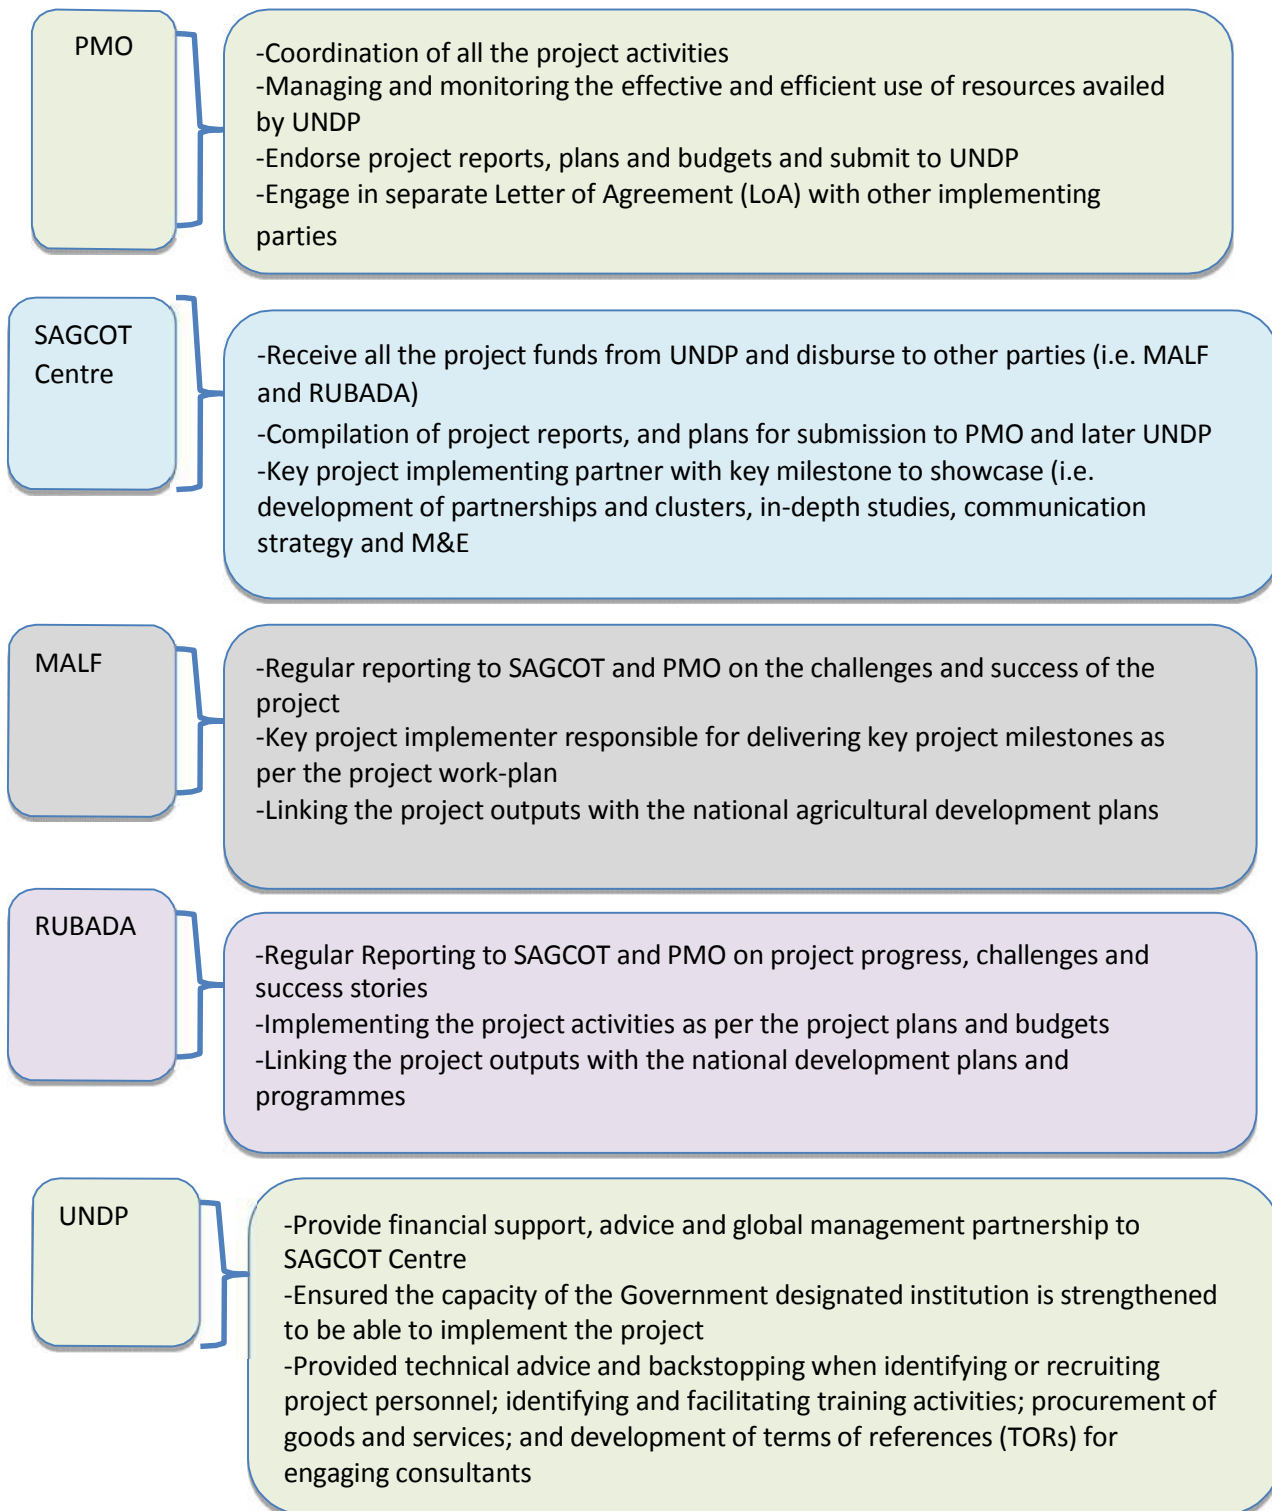 PMO
-Coordination of all the project activities
-Managing and monitoring the effective and efficient use of resources availed
by UNDP
-Endorse project reports, plans and budgets and submit to UNDP
-Engage in separate Letter of Agreement (LoA) with other implementing
parties
SAGCOT
Centre
-Receive all the project funds from UNDP and disburse to other parties (i.e. MALF
and RUBADA)
-Compilation of project reports, and plans for submission to PMO and later UNDP
-Key project implementing partner with key milestone to showcase (i.e.
development of partnerships and clusters, in-depth studies, communication
strategy and M&E
MALF
-Regular reporting to SAGCOT and PMO on the challenges and success of the
project
-Key project implementer responsible for delivering key project milestones as
per the project work-plan
-Linking the project outputs with the national agricultural development plans
RUBADA
-Regular Reporting to SAGCOT and PMO on project progress, challenges and
success stories
-Implementing the project activities as per the project plans and budgets
-Linking the project outputs with the national development plans and
programmes
UNDP
-Provide financial support, advice and global management partnership to
SAGCOT Centre
-Ensured the capacity of the Government designated institution is strengthened
to be able to implement the project
-Provided technical advice and backstopping when identifying or recruiting
project personnel; identifying and facilitating training activities; procurement of
goods and services; and development of terms of references (TORs) for
engaging consultants